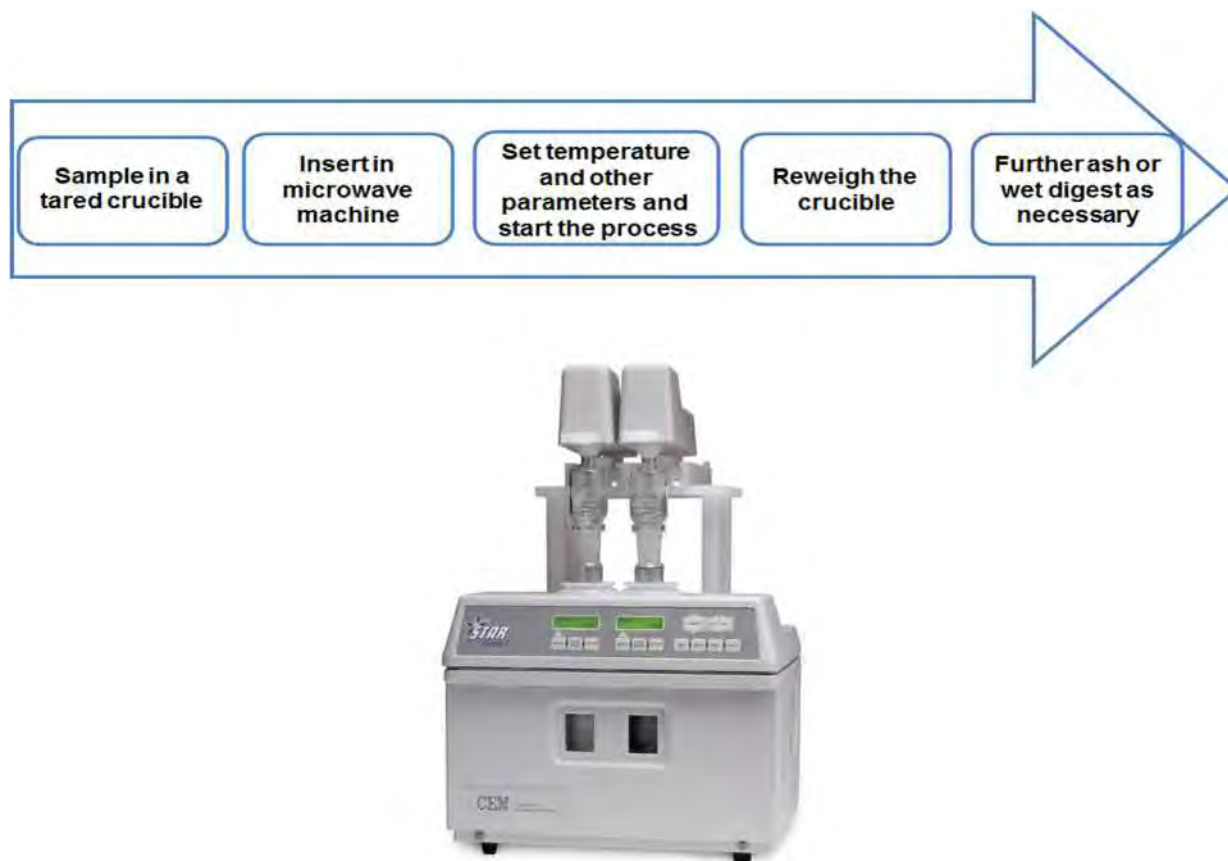 Sample in a
tared crucible
Insert in
microwave
machine
Set temperature
and other
parameters and
start the process
Reweigh the
crucible
Further ash or
wet digest as
necessary
STAR
CEM